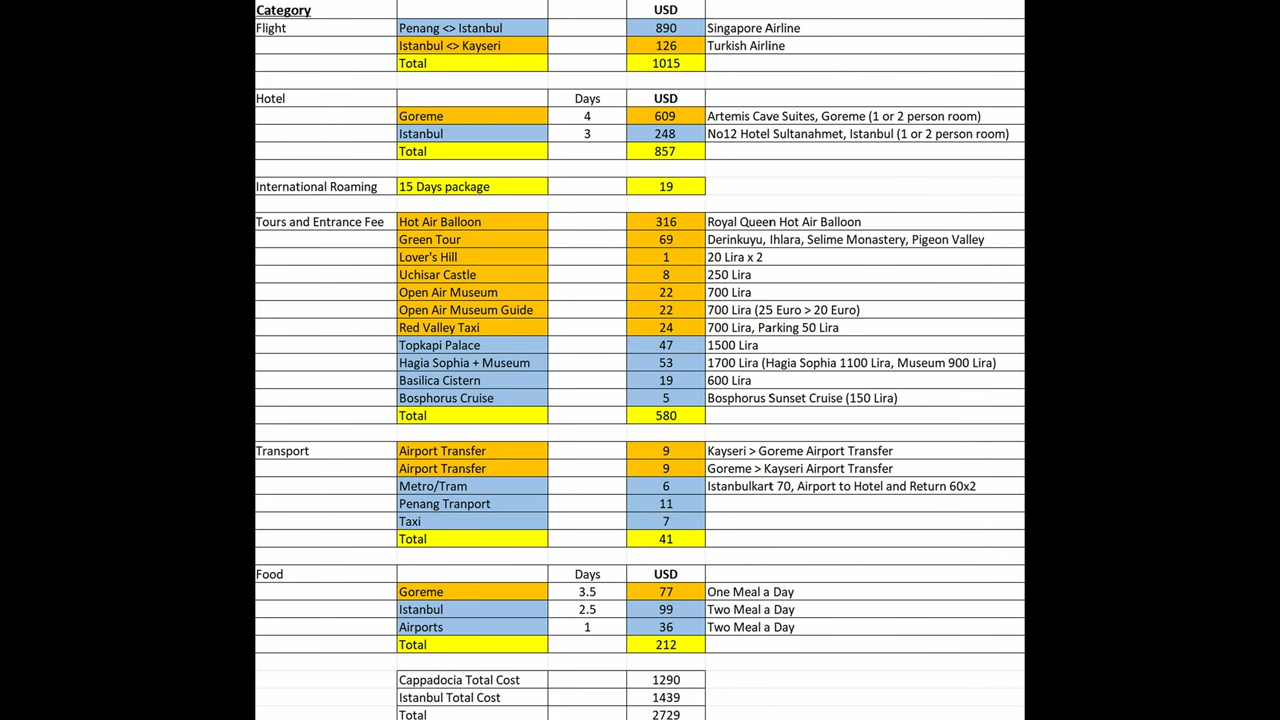 Category USD
Flight Penang <> Istanbul 890 Singapore Airline
Istanbul <> Kayseri 126 Turkish Airline
Total 1015
Hotel Days USD
Goreme 4 609 Artemis Cave Suites, Goreme (1 or 2 person room)
Istanbul 3 248 No12 Hotel Sultanahmet, Istanbul (1 or 2 person room)
Total 857
International Roaming 15 Days package 19
Tours and Entrance Fee Hot Air Balloon 316 Royal Queen Hot Air Balloon
Green Tour 69 Derinkuyu, Ihlara, Selime Monastery, Pigeon Valley
Lover's Hill 1 20 Lira x 2
Uchisar Castle 8 250 Lira
Open Air Museum 22 700 Lira
Open Air Museum Guide 22 700 Lira (25 Euro > 20 Euro)
Red Valley Taxi 24 700 Lira, Parking 50 Lira
Topkapi Palace 47 1500 Lira
Hagia Sophia + Museum 53 1700 Lira (Hagia Sophia 1100 Lira, Museum 900 Lira)
Basilica Cistern 19 600 Lira
Bosphorus Cruise 5 Bosphorus Sunset Cruise (150 Lira)
Total 580
Transport Airport Transfer 9 Kayseri > Goreme Airport Transfer
Airport Transfer 9 Goreme > Kayseri Airport Transfer
Metro/Tram 6 Istanbulkart 70, Airport to Hotel and Return 60x2
Penang Tranport 11
Taxi 7
Total 41
Food Days USD
Goreme 3.5 77 One Meal a Day
Istanbul 2.5 99 Two Meal a Day
Airports 1 36 Two Meal a Day
Total 212
Cappadocia Total Cost 1290
Istanbul Total Cost 1439
Total 2729